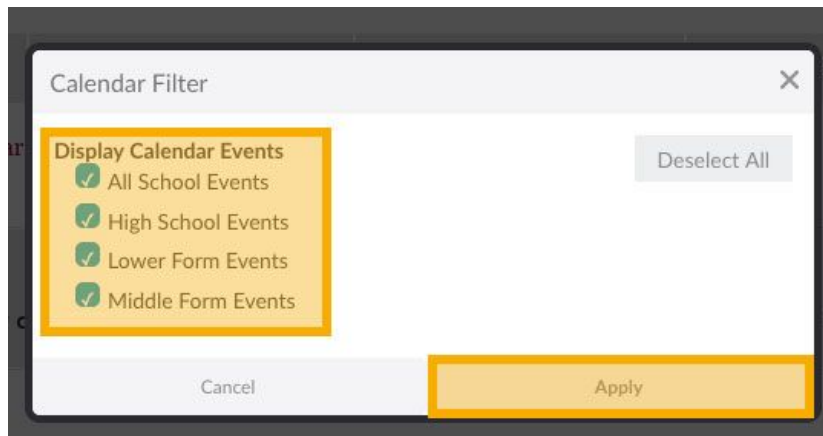 Calendar Filter
Display Calendar Events
Deselect All
All School Events
High School Events
Lower Form Events
Middle Form Events
Cancel
Apply